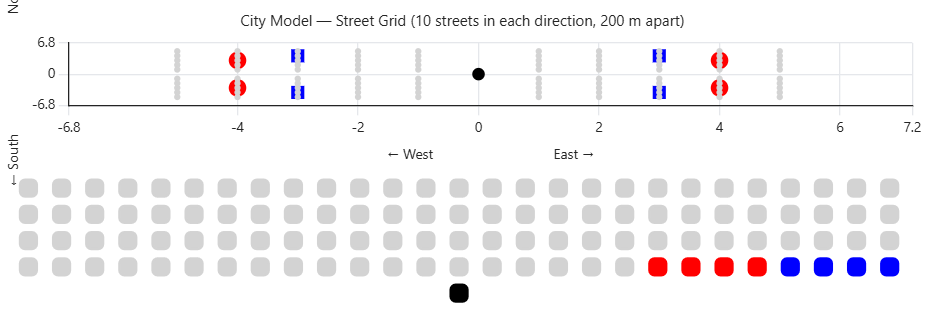 City Model — Street Grid (10 streets in each direction, 200 m apart)
No
6.8
0
-6.8
-6.8 -4 -2 0 2 4 6 7.2
← West East →
← South